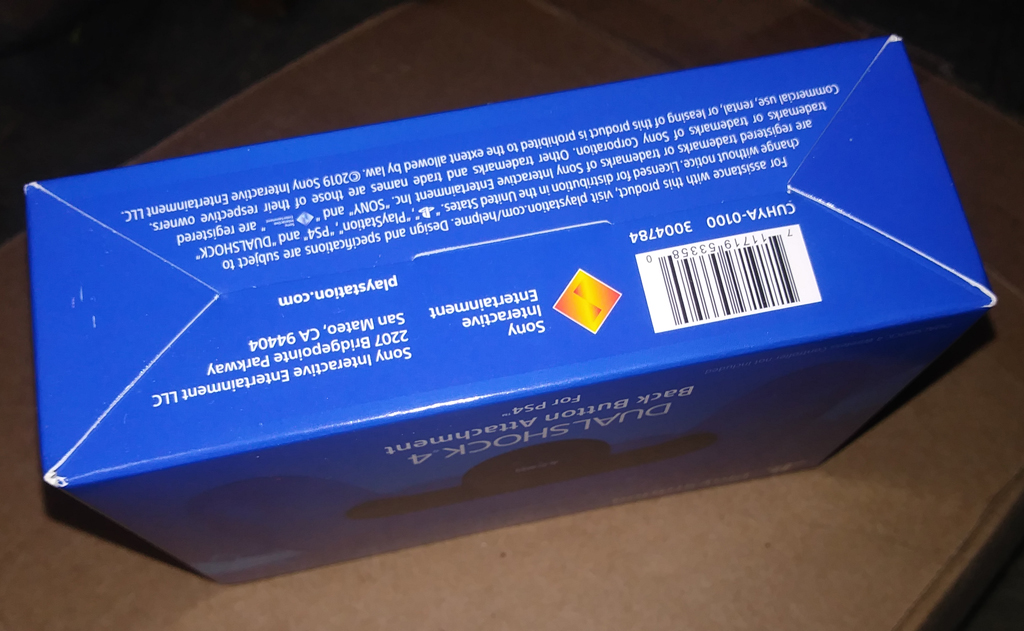 DUALSHOCK®4
Back Button Attachment
For PS4™
7 11719 53358 0
CUHYA-0100 3004784
Sony
Interactive
Entertainment
Sony Interactive Entertainment LLC
2207 Bridgepointe Parkway
San Mateo, CA 94404
playstation.com
For assistance with this product, visit playstation.com/helpme. Design and specifications are subject to
change without notice. Licensed for distribution in the United States. " ", "PlayStation", "PS4" and "DUALSHOCK"
are registered trademarks or trademarks of Sony Interactive Entertainment Inc. "SONY" and " " are registered
trademarks or trademarks of Sony Corporation. Other trademarks and trade names are those of their respective owners.
Commercial use, rental, or leasing of this product is prohibited to the extent allowed by law. ©2019 Sony Interactive Entertainment LLC.